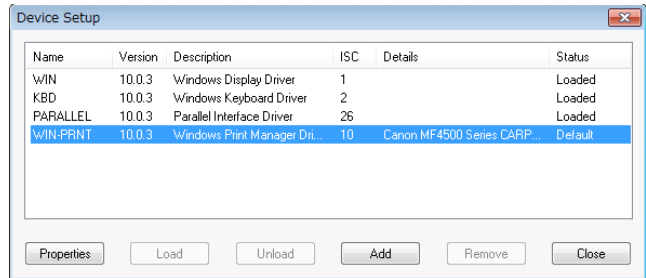 Device Setup
Name Version Description ISC Details Status
WIN 10.0.3 Windows Display Driver 1 Loaded
KBD 10.0.3 Windows Keyboard Driver 2 Loaded
PARALLEL 10.0.3 Parallel Interface Driver 26 Loaded
WIN-PRNT 10.0.3 Windows Print Manager Dri... 10 Canon MF4500 Series CARP... Default
Properties Load Unload Add Remove Close